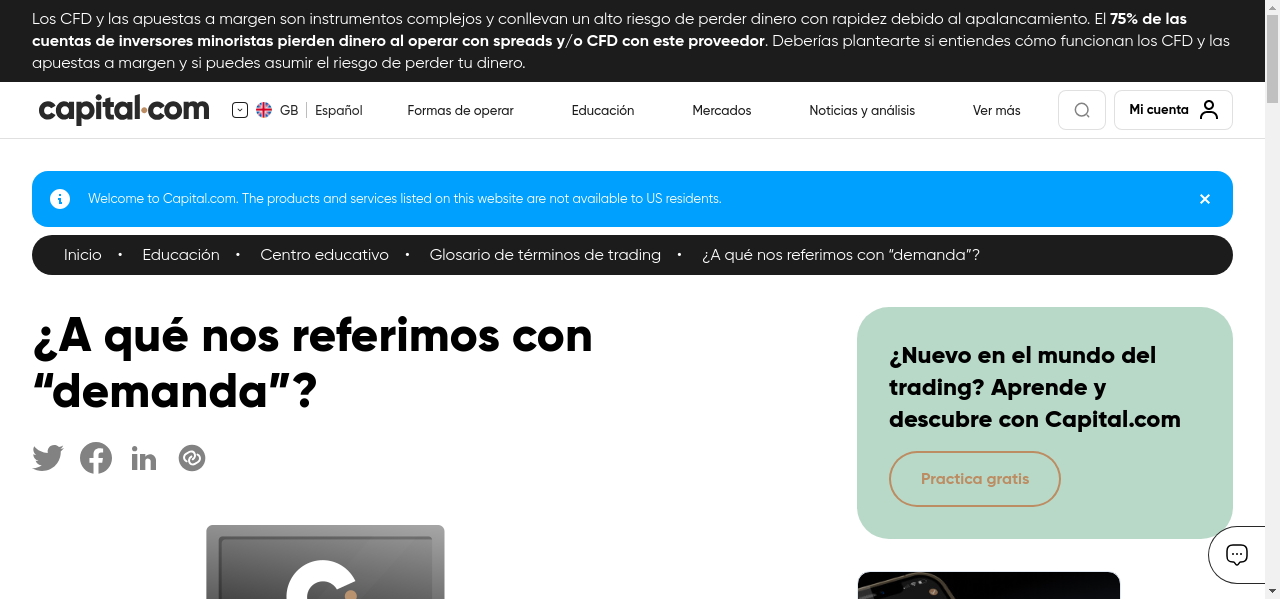 Los CFD y las apuestas a margen son instrumentos complejos y conllevan un alto riesgo de perder dinero con rapidez debido al apalancamiento. El 75% de las
cuentas de inversores minoristas pierden dinero al operar con spreads y/o CFD con este proveedor. Deberías plantearte si entiendes cómo funcionan los CFD y las
apuestas a margen y si puedes asumir el riesgo de perder tu dinero.
capital.com GB Español Formas de operar Educación Mercados Noticias y análisis Ver más Mi cuenta
Welcome to Capital.com. The products and services listed on this website are not available to US residents.
Inicio • Educación • Centro educativo • Glosario de términos de trading • ¿A qué nos referimos con “demanda”?
¿A qué nos referimos con
“demanda”?
¿Nuevo en el mundo del
trading? Aprende y
descubre con Capital.com
Practica gratis